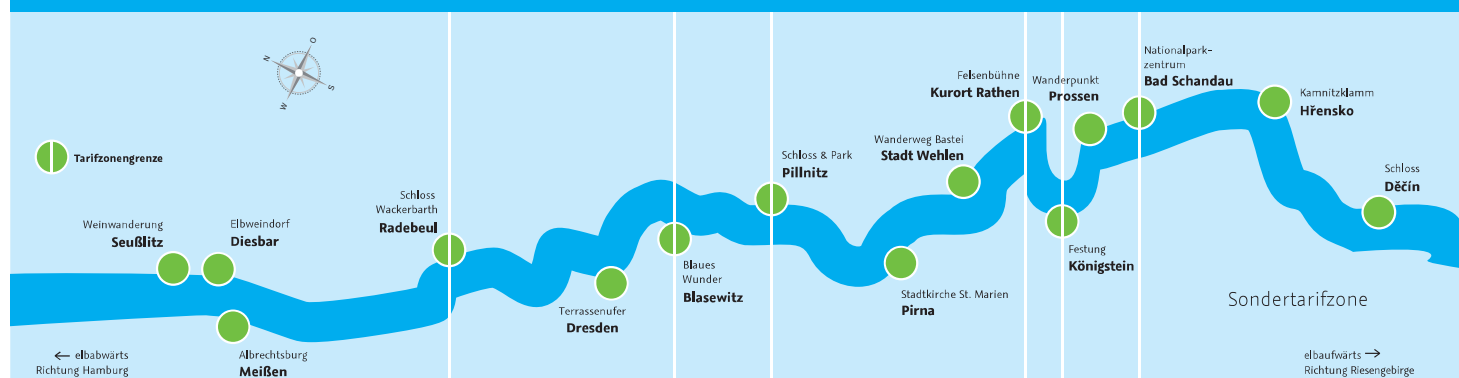 N
O
S
W
Tarifzonengrenze
Weinwanderung
Seußlitz
Elbweindorf
Diesbar
Albrechtsburg
Meißen
← elbabwärts
Richtung Hamburg
Schloss
Wackerbarth
Radebeul
Terrassenufer
Dresden
Blaues
Wunder
Blasewitz
Schloss & Park
Pillnitz
Stadtkirche St. Marien
Pirna
Wanderweg Bastei
Stadt Wehlen
Felsenbühne
Kurort Rathen
Festung
Königstein
Wanderpunkt
Prossen
Nationalpark-
zentrum
Bad Schandau
Kamnitzklamm
Hřensko
Schloss
Děčín
Sondertarifzone
elbaufwärts →
Richtung Riesengebirge